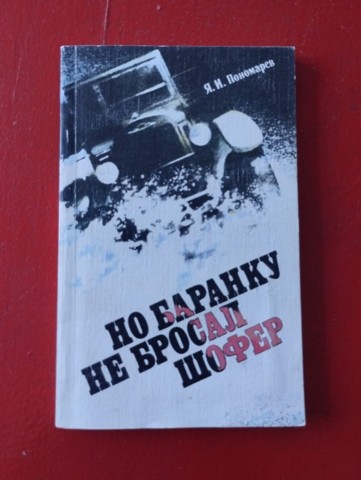 Я. И. Пономарев
НО БАРАНКУ
НЕ БРОСАЛ
ШОФЕР